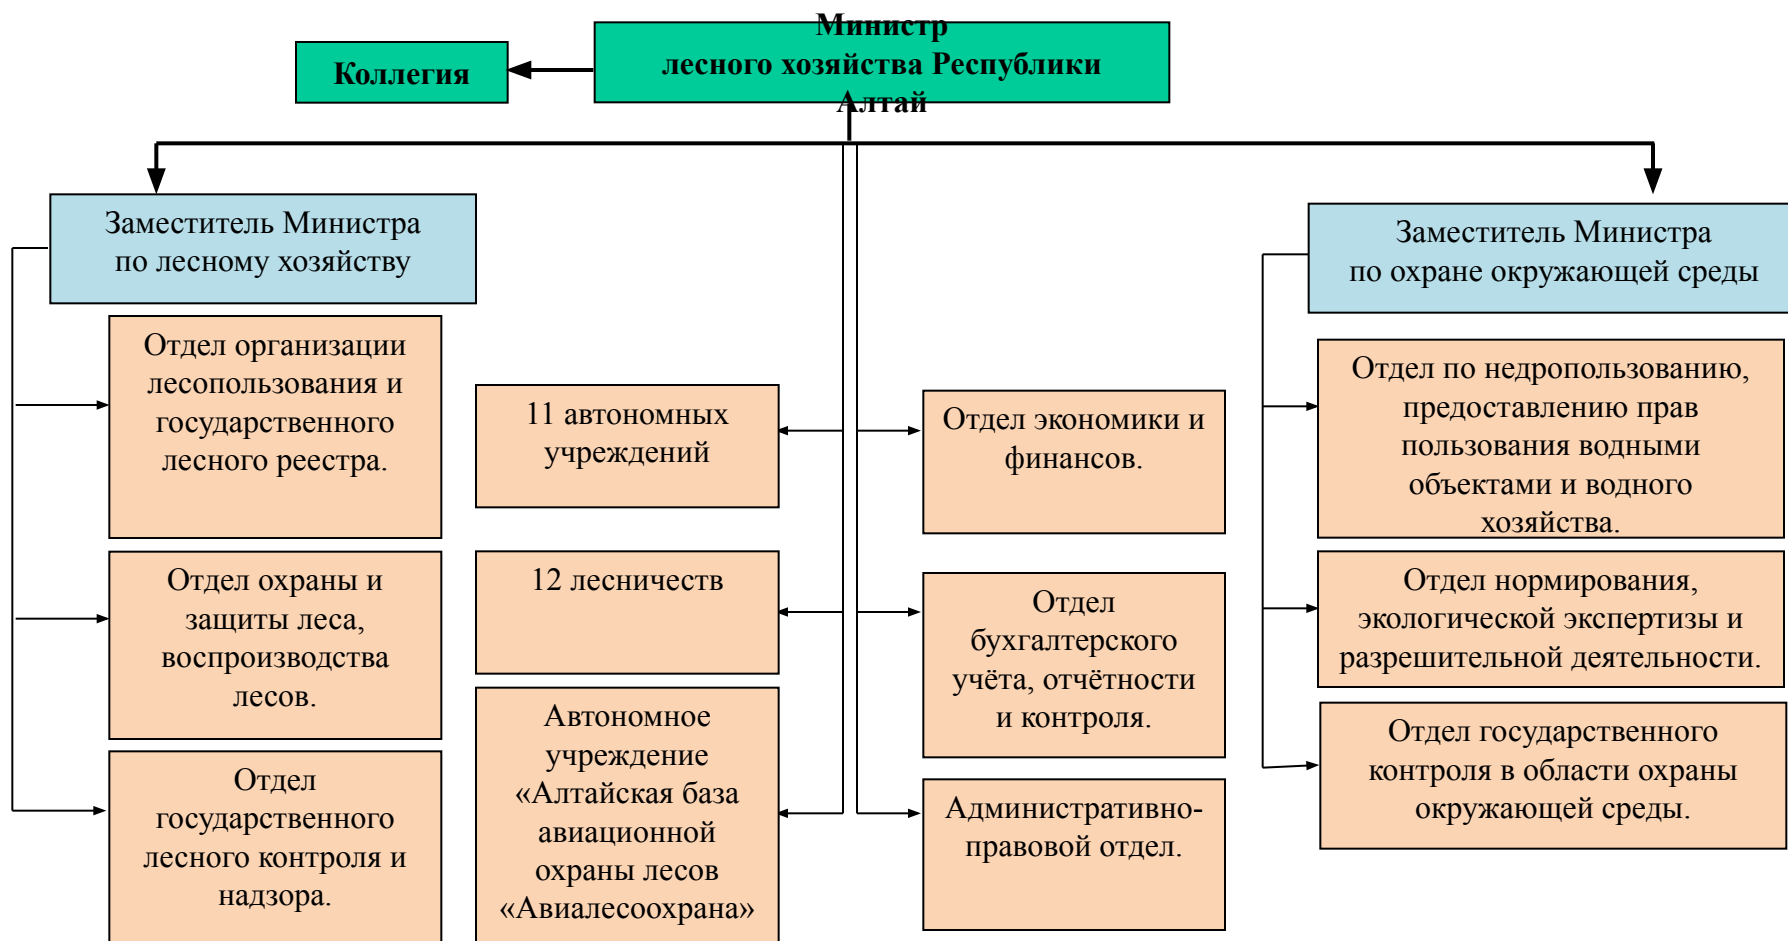 Министр
лесного хозяйства Республики
Алтай
Коллегия
Заместитель Министра
по лесному хозяйству
Отдел организации
лесопользования и
государственного
лесного реестра.
Отдел охраны и
защиты леса,
воспроизводства
лесов.
Отдел
государственного
лесного контроля и
надзора.
11 автономных
учреждений
12 лесничеств
Автономное
учреждение
«Алтайская база
авиационной
охраны лесов
«Авиалесоохрана»
Отдел экономики и
финансов.
Отдел
бухгалтерского
учёта, отчётности
и контроля.
Административно-
правовой отдел.
Заместитель Министра
по охране окружающей среды
Отдел по недропользованию,
предоставлению прав
пользования водными
объектами и водного
хозяйства.
Отдел нормирования,
экологической экспертизы и
разрешительной деятельности.
Отдел государственного
контроля в области охраны
окружающей среды.